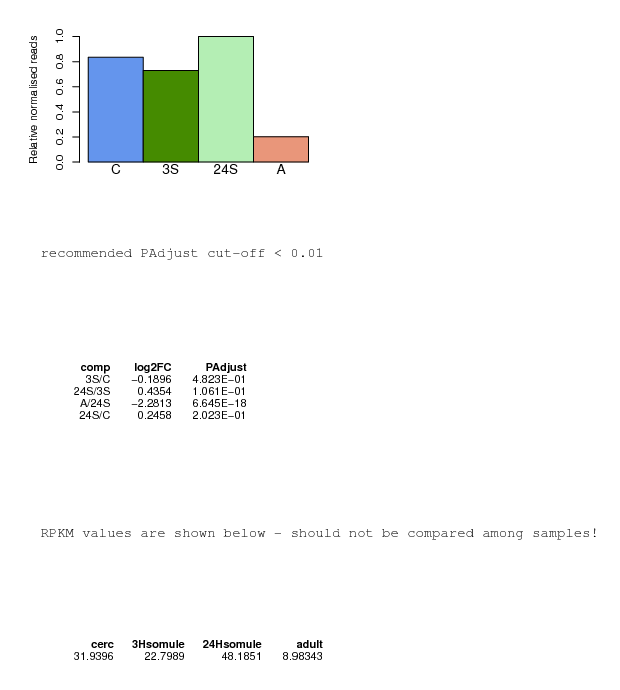 Relative normalised reads
1.0
0.8
0.6
0.4
0.2
0.0
C 3S 24S A
recommended PAdjust cut-off < 0.01
comp log2FC PAdjust
3S/C −0.1896 4.823E−01
24S/3S 0.4354 1.061E−01
A/24S −2.2813 6.645E−18
24S/C 0.2458 2.023E−01
RPKM values are shown below - should not be compared among samples!
cerc 3Hsomule 24Hsomule adult
31.9396 22.7989 48.1851 8.98343